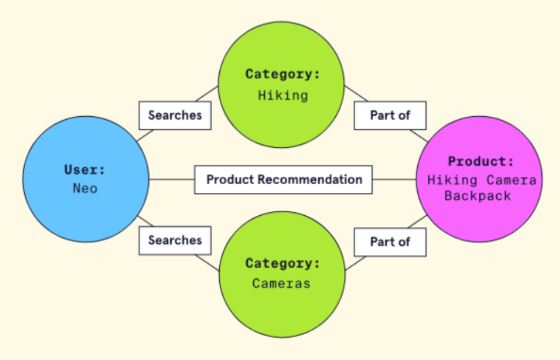 Category:
Hiking
Searches
Part of
User:
Neo
Product Recommendation
Product:
Hiking Camera
Backpack
Searches
Part of
Category:
Cameras